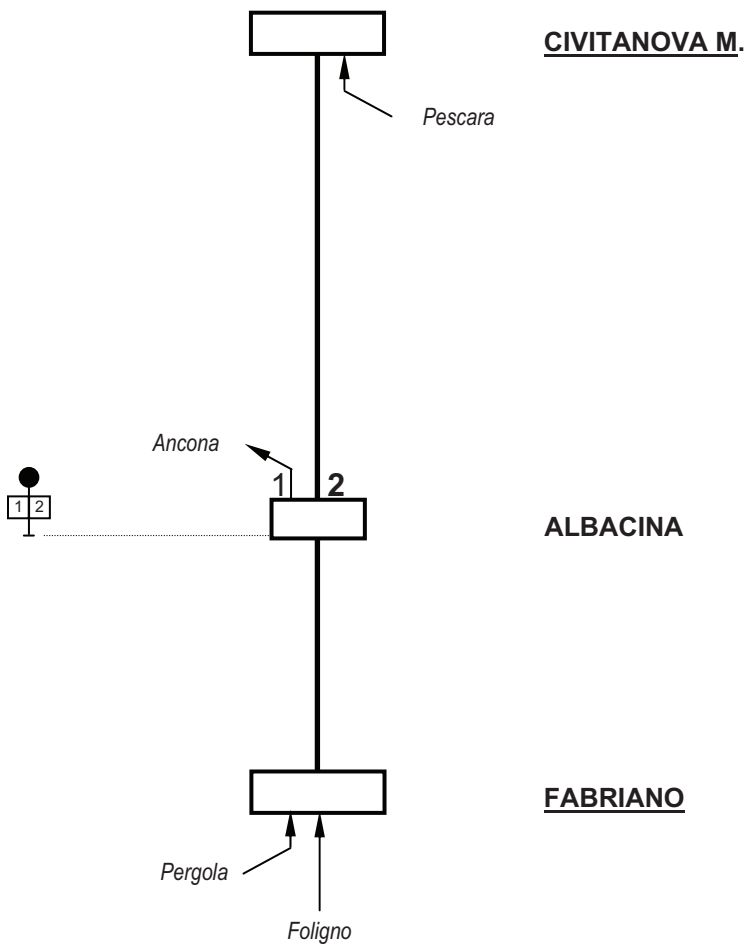 CIVITANOVA M.
Pescara
Ancona
1 2
1 2
ALBACINA
FABRIANO
Pergola
Foligno